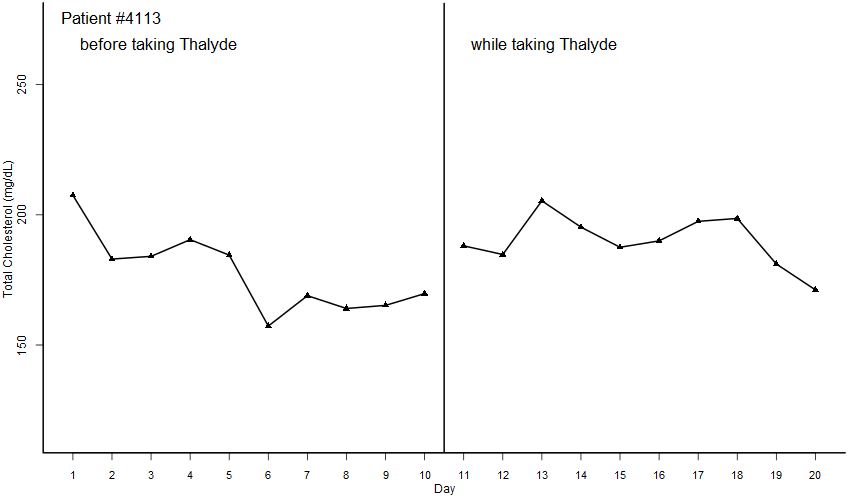 Patient #4113
before taking Thalyde
while taking Thalyde
Total Cholesterol (mg/dL)
250
200
150
1 2 3 4 5 6 7 8 9 10 11 12 13 14 15 16 17 18 19 20
Day